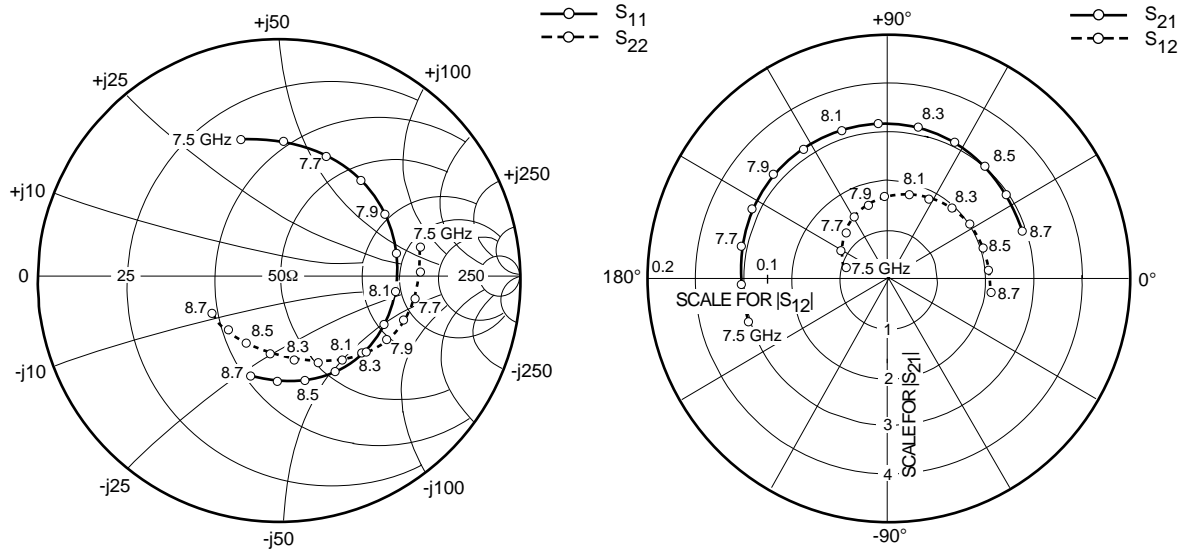 S11
S22
+j50
+j25
+j100
7.5 GHz
7.7
+j10
+j250
7.9
7.5 GHz
0
25
50Ω
250
8.1
7.7
8.7
8.5
8.3
8.1
7.9
8.3
8.7
8.5
-j10
-j250
-j25
-j100
-j50
S21
S12
+90°
8.1
8.3
7.9
8.5
7.9
8.1
8.3
7.7
7.7
8.7
8.5
7.5 GHz
180°
0.2
0.1
0°
SCALE FOR |S12|
8.7
7.5 GHz
1
2
3
4
SCALE FOR |S21|
-90°